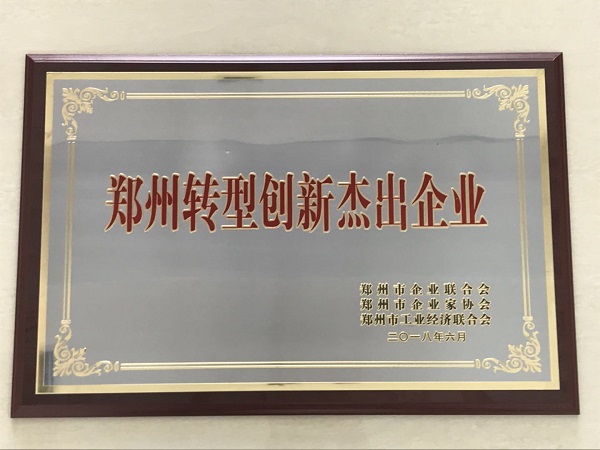 郑州转型创新杰出企业
郑州市企业联合会
郑州市企业家协会
郑州市工业经济联合会
二〇一八年六月